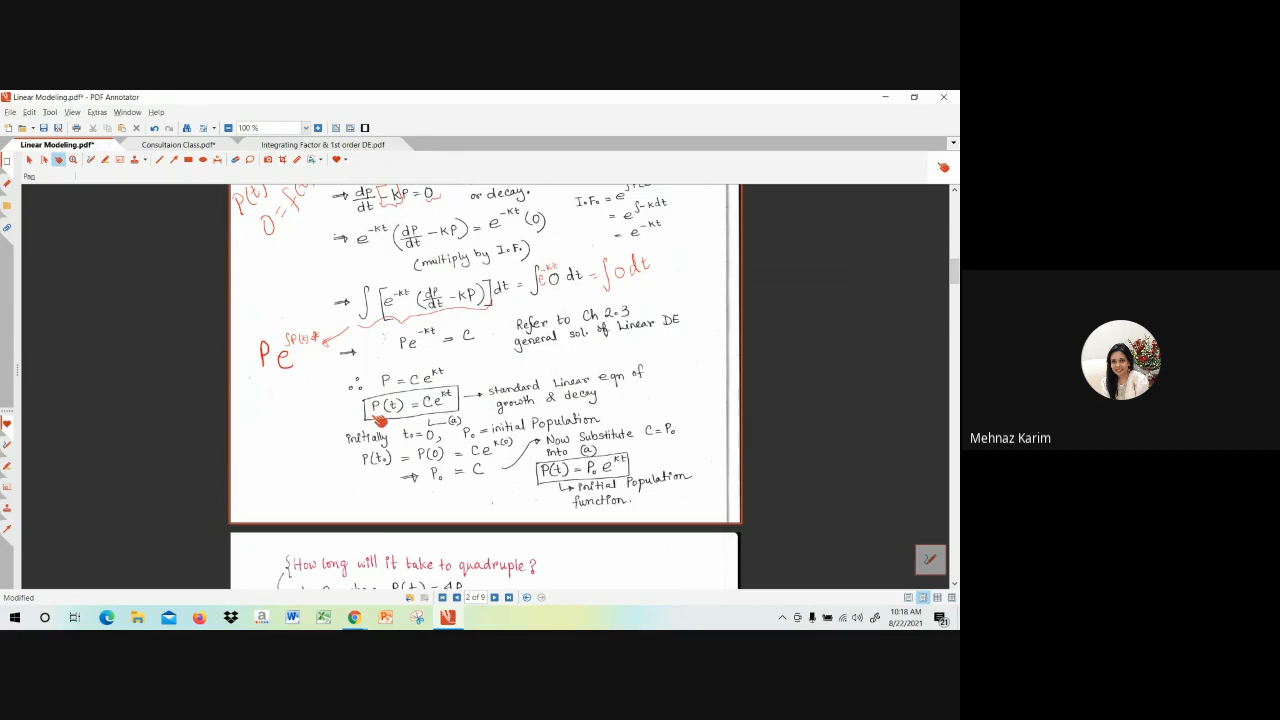 Linear Modeling.pdf* - PDF Annotator
File Edit Tool View Extras Window Help
100 %
Linear Modeling.pdf* Consultaion Class.pdf* Integrating Factor & 1st order DE.pdf
Pan
P(t)
⇒ dP/dt - kP = 0 or decay.
I.F. = e
0 =
= e^∫-kdt
⇒ e^-kt (dP/dt - kP) = e^-kt (0)
= e^-kt
(multiply by I.F.)
⇒ ∫ [e^-kt (dP/dt - kP)] dt = ∫ e^-kt 0 dt = ∫ 0 dt
Refer to Ch 2.3
general sol. of Linear DE
P e^∫P(t)dt
⇒ Pe^-kt = C
∴ P = Ce^kt
P(t) = Ce^kt → standard Linear eqn of
growth & decay
(a)
initially t₀ = 0, P₀ = initial Population
P(t₀) = P(0) = Ce^k(0)
Now Substitute C = P₀
into (a)
⇒ P₀ = C
P(t) = P₀ e^kt
↳ initial Population
function.
{How long will it take to quadruple?
2 of 9
Modified
10:18 AM
8/22/2021
21
Mehnaz Karim